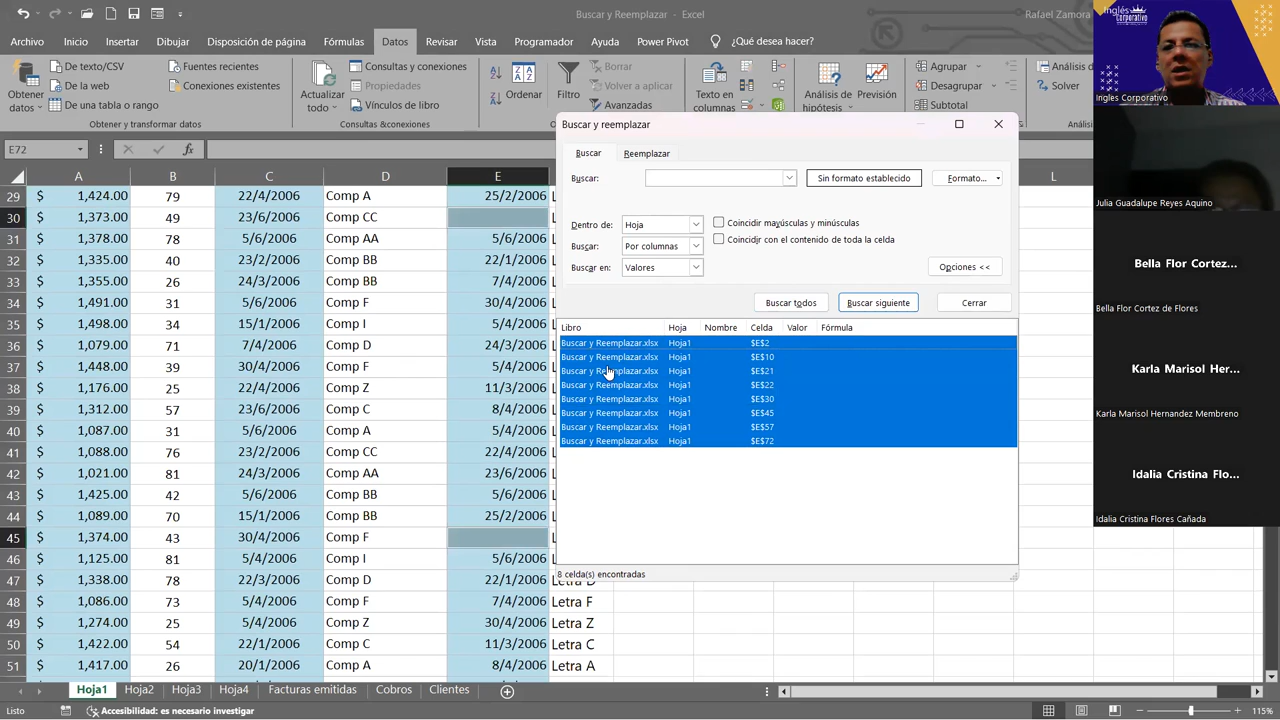 Buscar y Reemplazar - Excel
Rafael Zamora
Archivo Inicio Insertar Dibujar Disposición de página Fórmulas Datos Revisar Vista Programador Ayuda Power Pivot ¿Qué desea hacer?
Obtener datos
De texto/CSV
De la web
De una tabla o rango
Fuentes recientes
Conexiones existentes
Obtener y transformar datos
Actualizar todo
Consultas y conexiones
Propiedades
Vínculos de libro
Consultas &conexiones
Ordenar
Filtro
Borrar
Avanzadas
Texto en columnas
Análisis de hipótesis
Previsión
Agrupar
Desagrupar
Subtotal
Análisis d
Solver
Anális
E72
fx
A B C D E L
29 $ 1,424.00 79 22/4/2006 Comp A 25/2/2006
30 $ 1,373.00 49 23/6/2006 Comp CC
31 $ 1,378.00 78 5/6/2006 Comp AA 5/6/2006
32 $ 1,335.00 40 23/2/2006 Comp BB 22/1/2006
33 $ 1,266.00 35 24/3/2006 Comp BB 7/4/2006
34 $ 1,491.00 31 5/6/2006 Comp F 30/4/2006
35 $ 1,498.00 34 15/1/2006 Comp I 5/4/2006
36 $ 1,079.00 71 7/4/2006 Comp D 24/3/2006
37 $ 1,448.00 39 30/4/2006 Comp F 5/4/2006
38 $ 1,176.00 25 22/4/2006 Comp Z 11/3/2006
39 $ 1,312.00 57 23/6/2006 Comp C 8/4/2006
40 $ 1,087.00 31 5/6/2006 Comp A 5/4/2006
41 $ 1,088.00 76 23/2/2006 Comp CC 22/4/2006
42 $ 1,021.00 81 24/3/2006 Comp AA 23/6/2006
43 $ 1,425.00 42 5/6/2006 Comp BB 5/6/2006
44 $ 1,089.00 70 15/1/2006 Comp BB 25/2/2006
45 $ 1,374.00 43 30/4/2006 Comp F
46 $ 1,125.00 81 5/4/2006 Comp I 5/6/2006
47 $ 1,338.00 78 22/3/2006 Comp D 22/1/2006 Letra D
48 $ 1,086.00 73 5/4/2006 Comp F 7/4/2006 Letra F
49 $ 1,274.00 25 5/4/2006 Comp Z 30/4/2006 Letra Z
50 $ 1,422.00 54 22/1/2006 Comp C 11/3/2006 Letra C
51 $ 1,417.00 26 20/1/2006 Comp A 8/4/2006 Letra A
Buscar y reemplazar
Buscar Reemplazar
Buscar: Sin formato establecido Formato...
Dentro de: Hoja Coincidir mayúsculas y minúsculas
Buscar: Por columnas Coincidir con el contenido de toda la celda
Buscar en: Valores Opciones <<
Buscar todos Buscar siguiente Cerrar
Libro Hoja Nombre Celda Valor Fórmula
Buscar y Reemplazar.xlsx Hoja1 $E$2
Buscar y Reemplazar.xlsx Hoja1 $E$10
Buscar y Reemplazar.xlsx Hoja1 $E$21
Buscar y Reemplazar.xlsx Hoja1 $E$22
Buscar y Reemplazar.xlsx Hoja1 $E$30
Buscar y Reemplazar.xlsx Hoja1 $E$45
Buscar y Reemplazar.xlsx Hoja1 $E$57
Buscar y Reemplazar.xlsx Hoja1 $E$72
8 celda(s) encontradas
Hoja1 Hoja2 Hoja3 Hoja4 Facturas emitidas Cobros Clientes
Listo Accesibilidad: es necesario investigar 115%
Inglés Corporativo
Ingles Corporativo
Julia Guadalupe Reyes Aquino
Bella Flor Cortez...
Bella Flor Cortez de Flores
Karla Marisol Her...
Karla Marisol Hernandez Membreno
Idalia Cristina Flo...
Idalia Cristina Flores Cañada